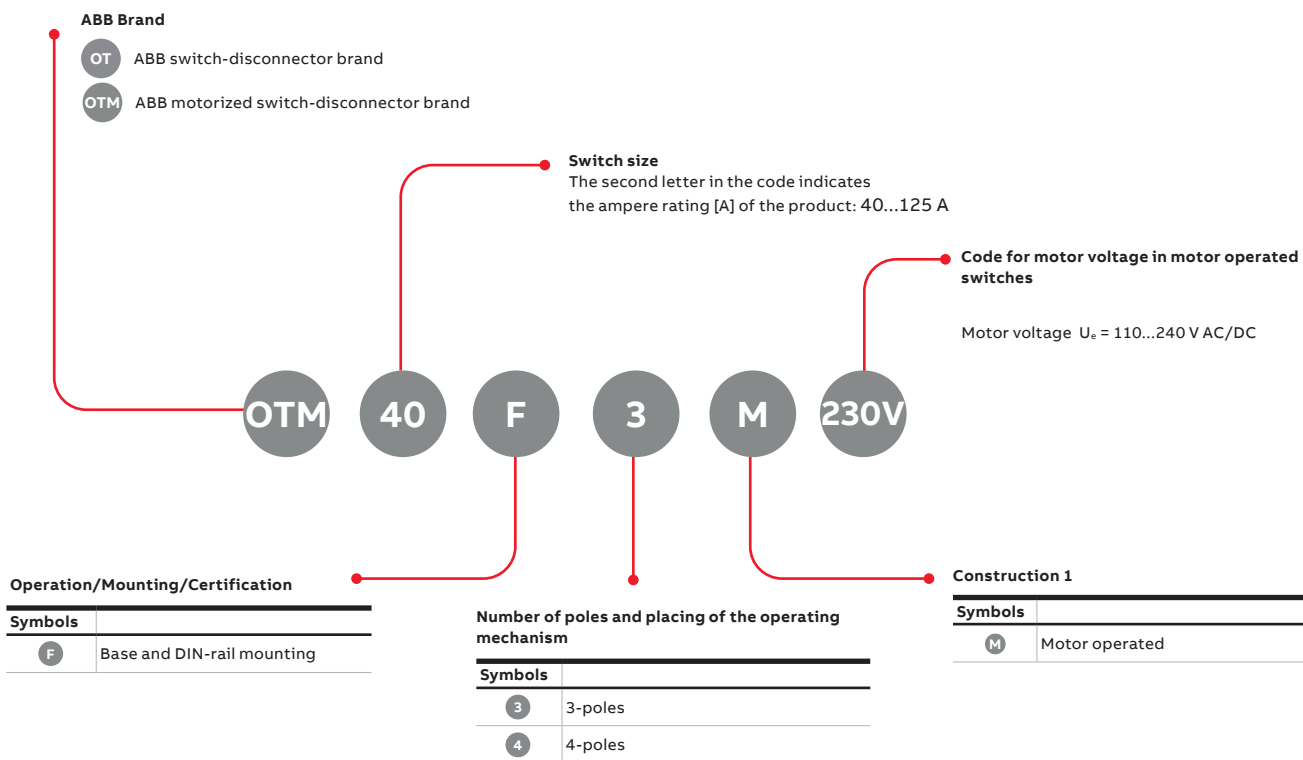 ABB Brand
OT ABB switch-disconnector brand
OTM ABB motorized switch-disconnector brand
Switch size
The second letter in the code indicates
the ampere rating [A] of the product: 40...125 A
Code for motor voltage in motor operated
switches
Motor voltage Uₑ = 110...240 V AC/DC
OTM 40 F 3 M 230V
Operation/Mounting/Certification
Symbols
F Base and DIN-rail mounting
Number of poles and placing of the operating
mechanism
Symbols
3 3-poles
4 4-poles
Construction 1
Symbols
M Motor operated